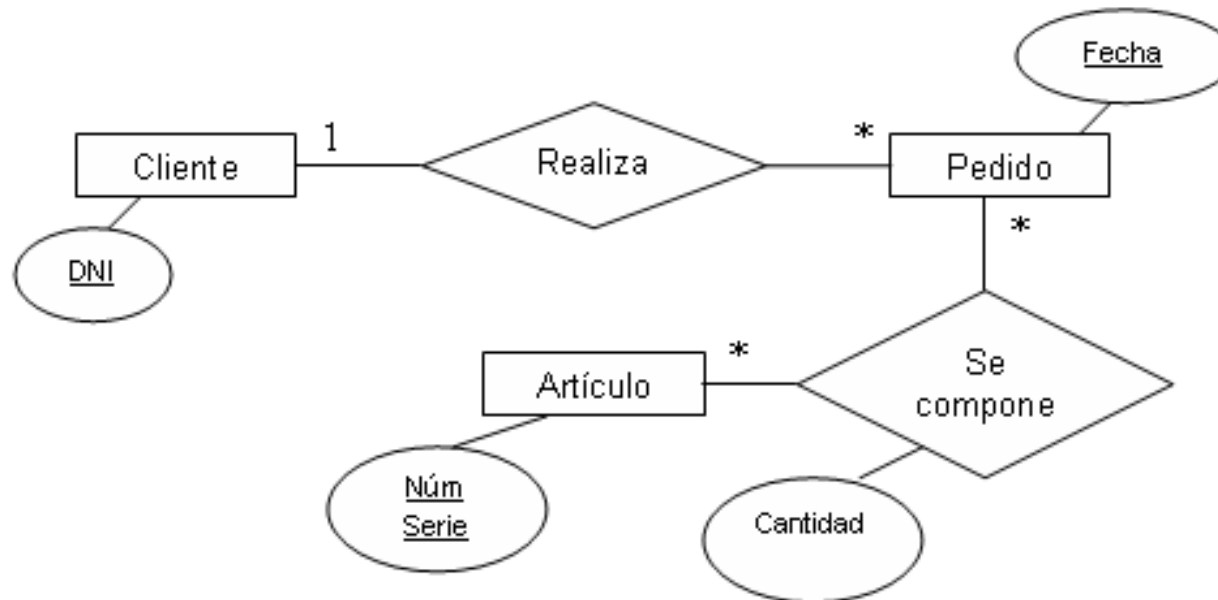 Fecha
1
*
Cliente
Realiza
Pedido
*
DNI
*
Artículo
Se
compone
Núm
Serie
Cantidad